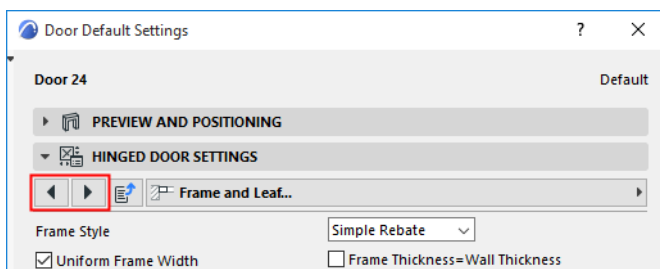 Door Default Settings
?
Door 24
Default
PREVIEW AND POSITIONING
HINGED DOOR SETTINGS
Frame and Leaf...
Frame Style
Simple Rebate
Uniform Frame Width
Frame Thickness=Wall Thickness